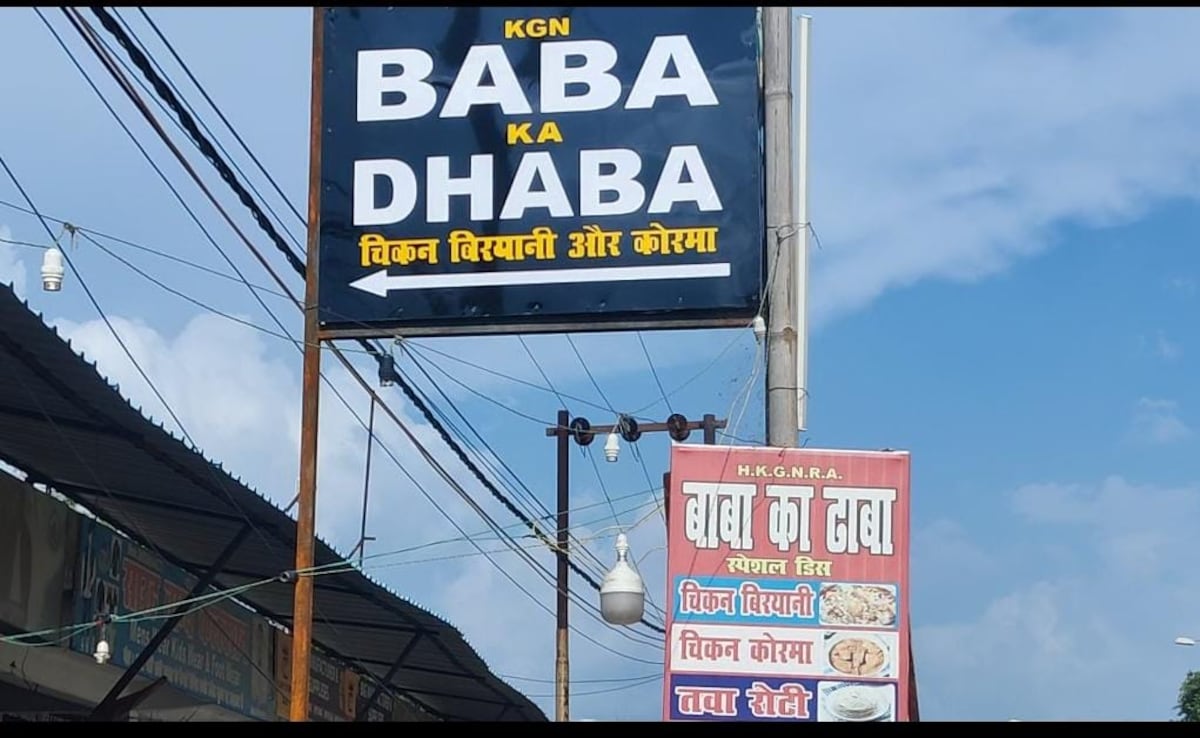 KGN
BABA
KA
DHABA
चिकन बिरयानी और कोरमा
H.K.G.N.R.A.
बाबा का ढाबा
स्पेशल डिस
चिकन बिरयानी
चिकन कोरमा
तवा रोटी